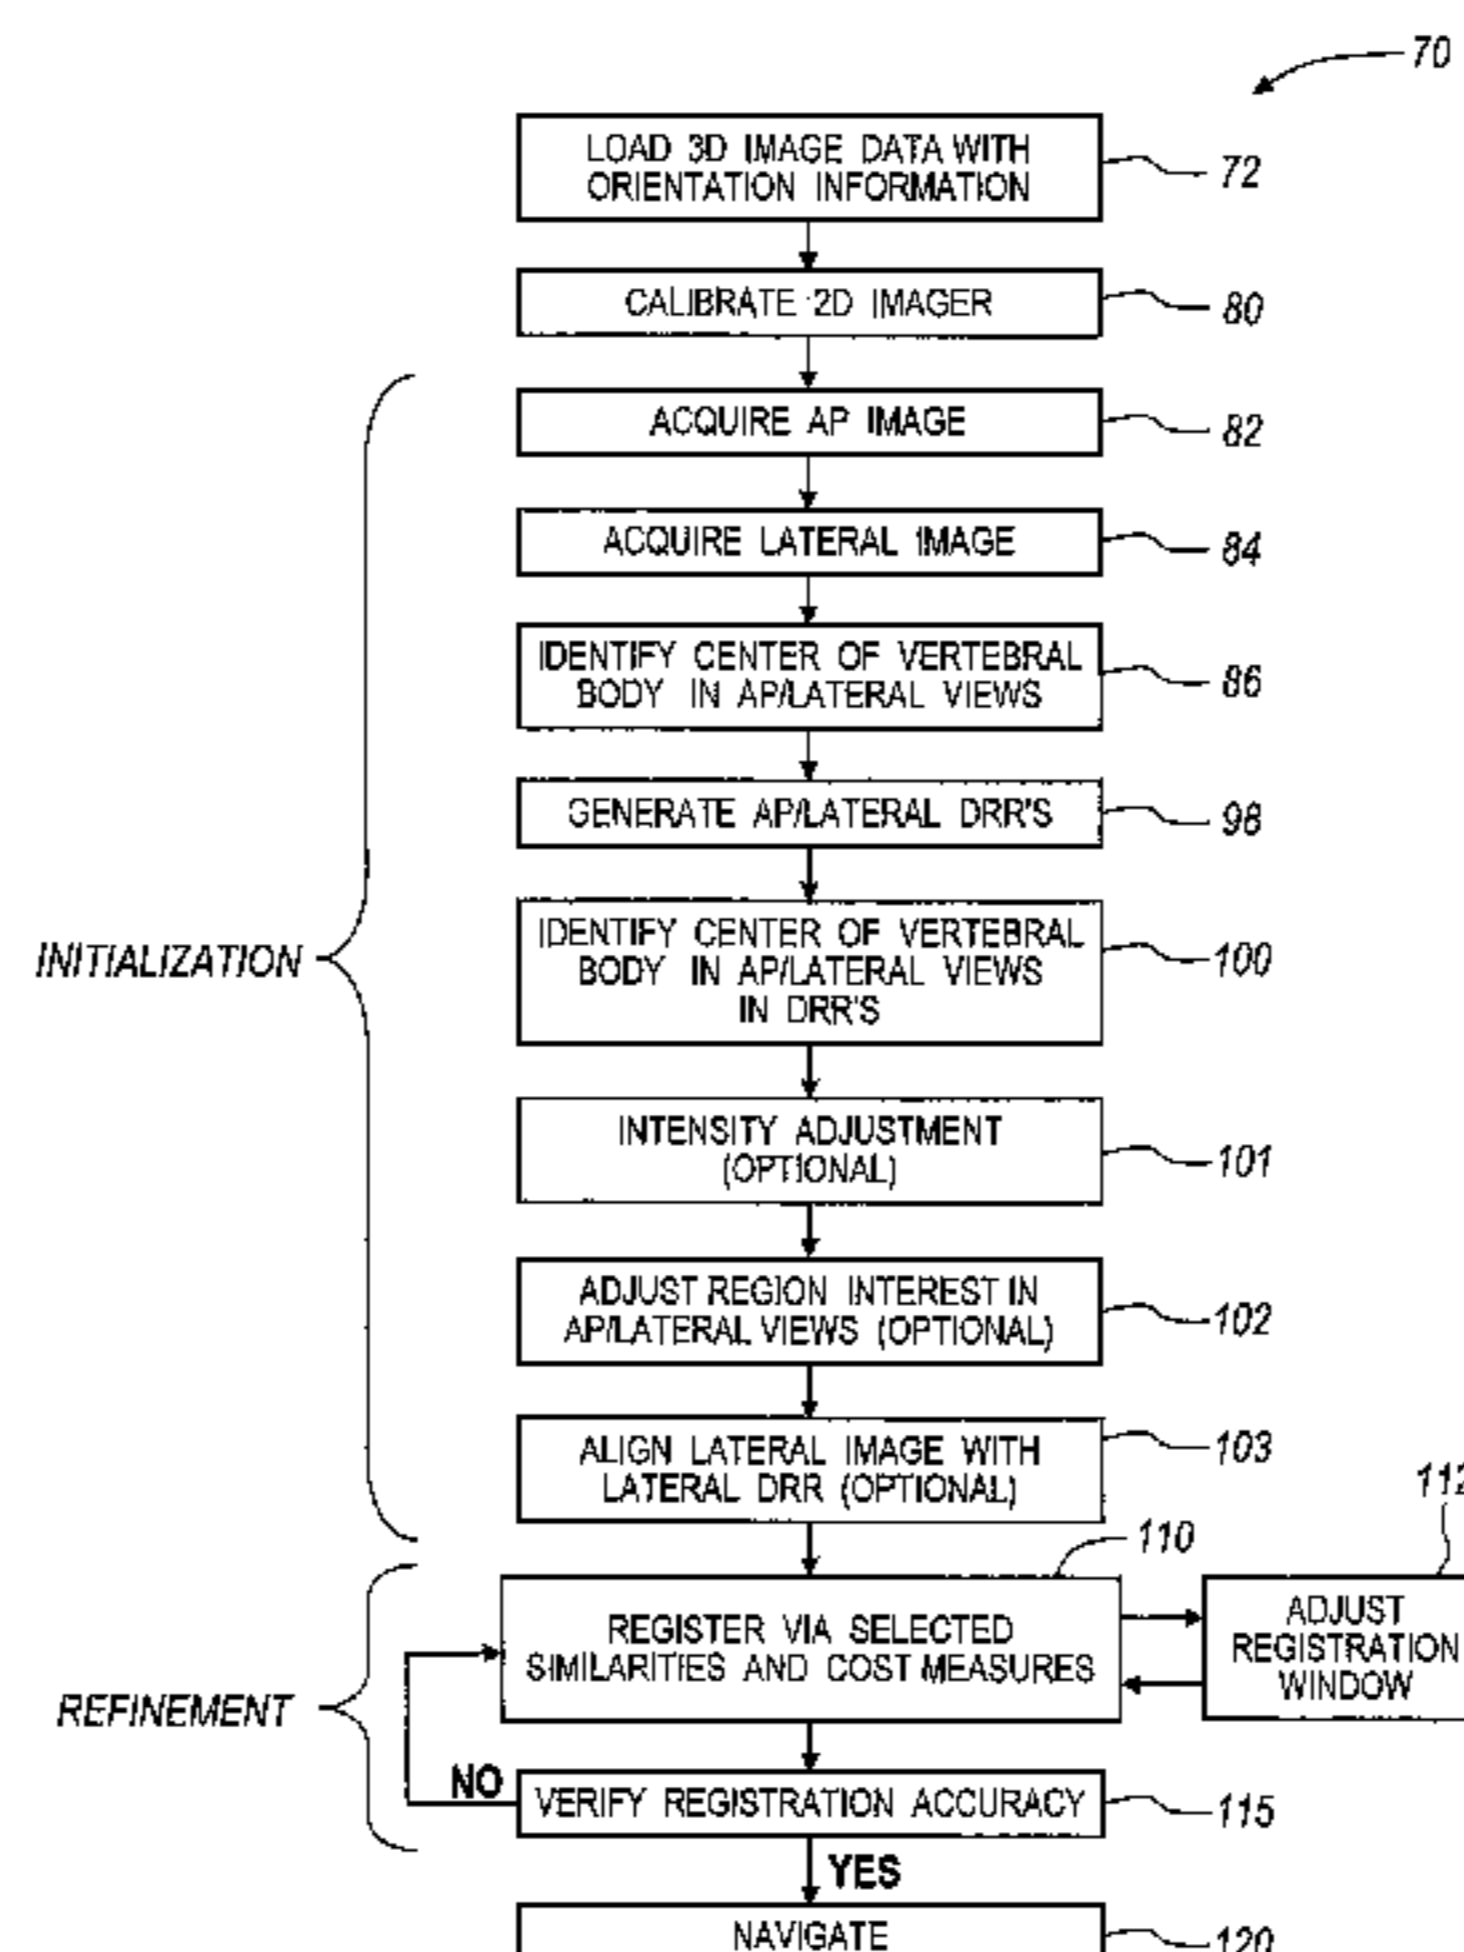 70
LOAD 3D IMAGE DATA WITH
ORIENTATION INFORMATION
72
CALIBRATE 2D IMAGER
80
ACQUIRE AP IMAGE
82
ACQUIRE LATERAL IMAGE
84
IDENTIFY CENTER OF VERTEBRAL
BODY IN AP/LATERAL VIEWS
86
GENERATE AP/LATERAL DRR'S
98
INITIALIZATION
IDENTIFY CENTER OF VERTEBRAL
BODY IN AP/LATERAL VIEWS
IN DRR'S
100
INTENSITY ADJUSTMENT
(OPTIONAL)
101
ADJUST REGION INTEREST IN
AP/LATERAL VIEWS (OPTIONAL)
102
ALIGN LATERAL IMAGE WITH
LATERAL DRR (OPTIONAL)
103
110
112
REFINEMENT
REGISTER VIA SELECTED
SIMILARITIES AND COST MEASURES
ADJUST
REGISTRATION
WINDOW
NO
VERIFY REGISTRATION ACCURACY
115
YES
NAVIGATE
120